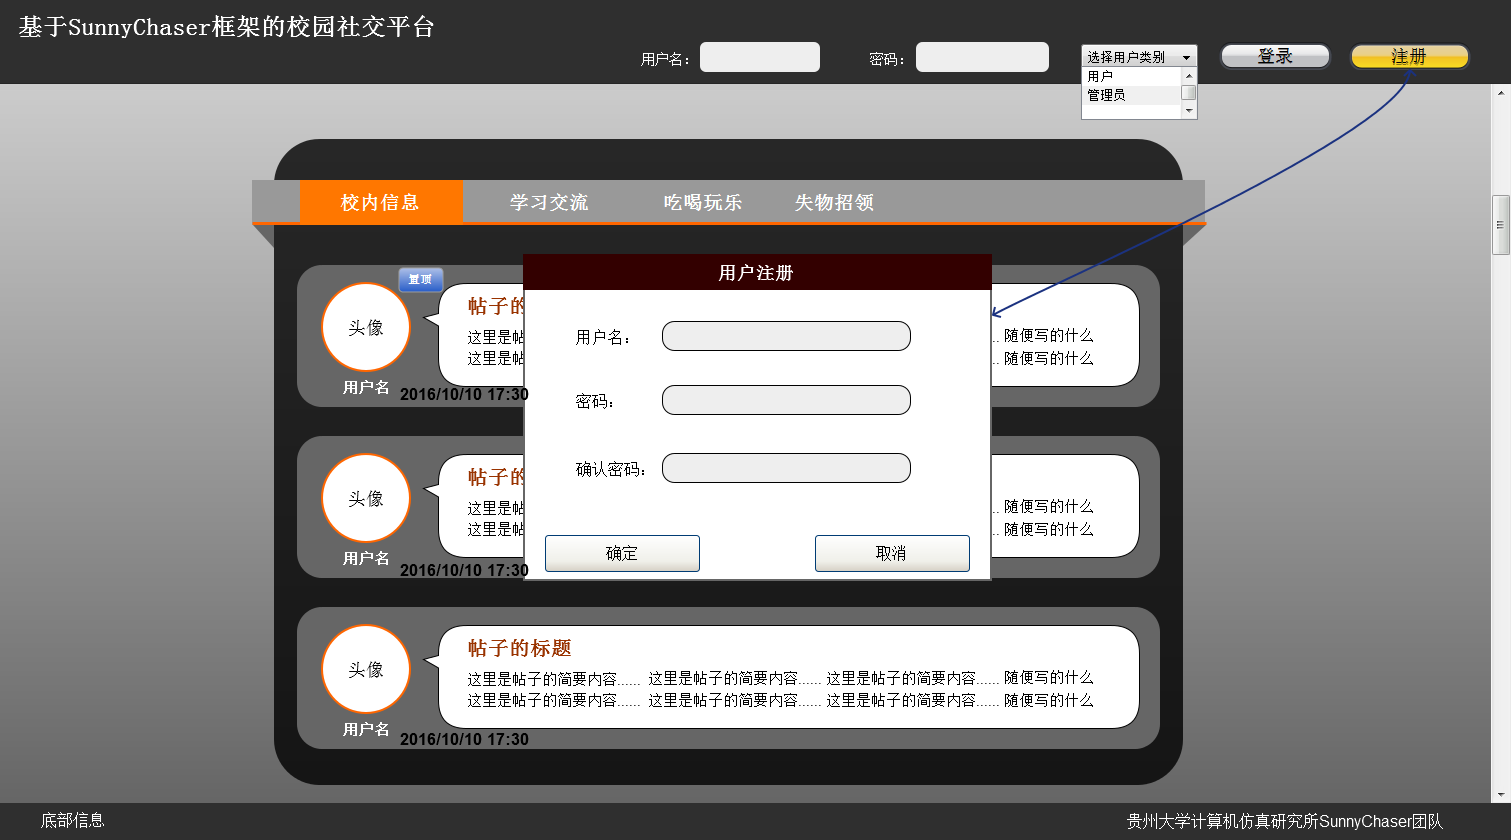 基于SunnyChaser框架的校园社交平台
用户名： 密码： 选择用户类别 登录 注册
用户
管理员
校内信息 学习交流 吃喝玩乐 失物招领
置顶
用户注册
头像
帖子的
这里是帖 .. 随便写的什么
这里是帖 .. 随便写的什么
用户名
2016/10/10 17:30
用户名：
密码：
确认密码：
确定 取消
头像
帖子的
这里是帖 .. 随便写的什么
这里是帖 .. 随便写的什么
用户名
2016/10/10 17:30
头像
帖子的标题
这里是帖子的简要内容...... 这里是帖子的简要内容...... 这里是帖子的简要内容...... 随便写的什么
这里是帖子的简要内容...... 这里是帖子的简要内容...... 这里是帖子的简要内容...... 随便写的什么
用户名
2016/10/10 17:30
底部信息 贵州大学计算机仿真研究所SunnyChaser团队